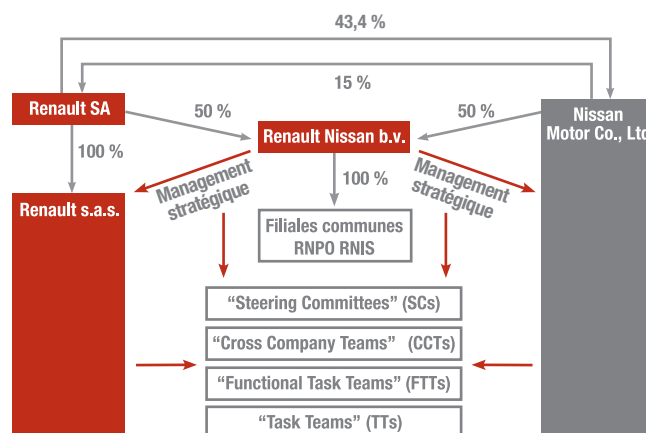 43,4 %
15 %
Renault SA
50 %
50 %
Nissan
Motor Co., Ltd
Renault Nissan b.v.
100 %
Management
stratégique
100 %
Management
stratégique
Renault s.a.s.
Filiales communes
RNPO RNIS
“Steering Committees” (SCs)
“Cross Company Teams” (CCTs)
“Functional Task Teams” (FTTs)
“Task Teams” (TTs)